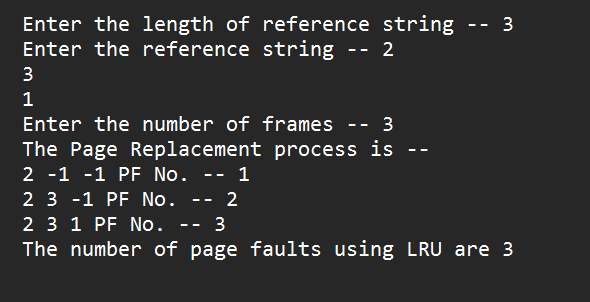 Enter the length of reference string -- 3
Enter the reference string -- 2
3
1
Enter the number of frames -- 3
The Page Replacement process is --
2 -1 -1 PF No. -- 1
2 3 -1 PF No. -- 2
2 3 1 PF No. -- 3
The number of page faults using LRU are 3